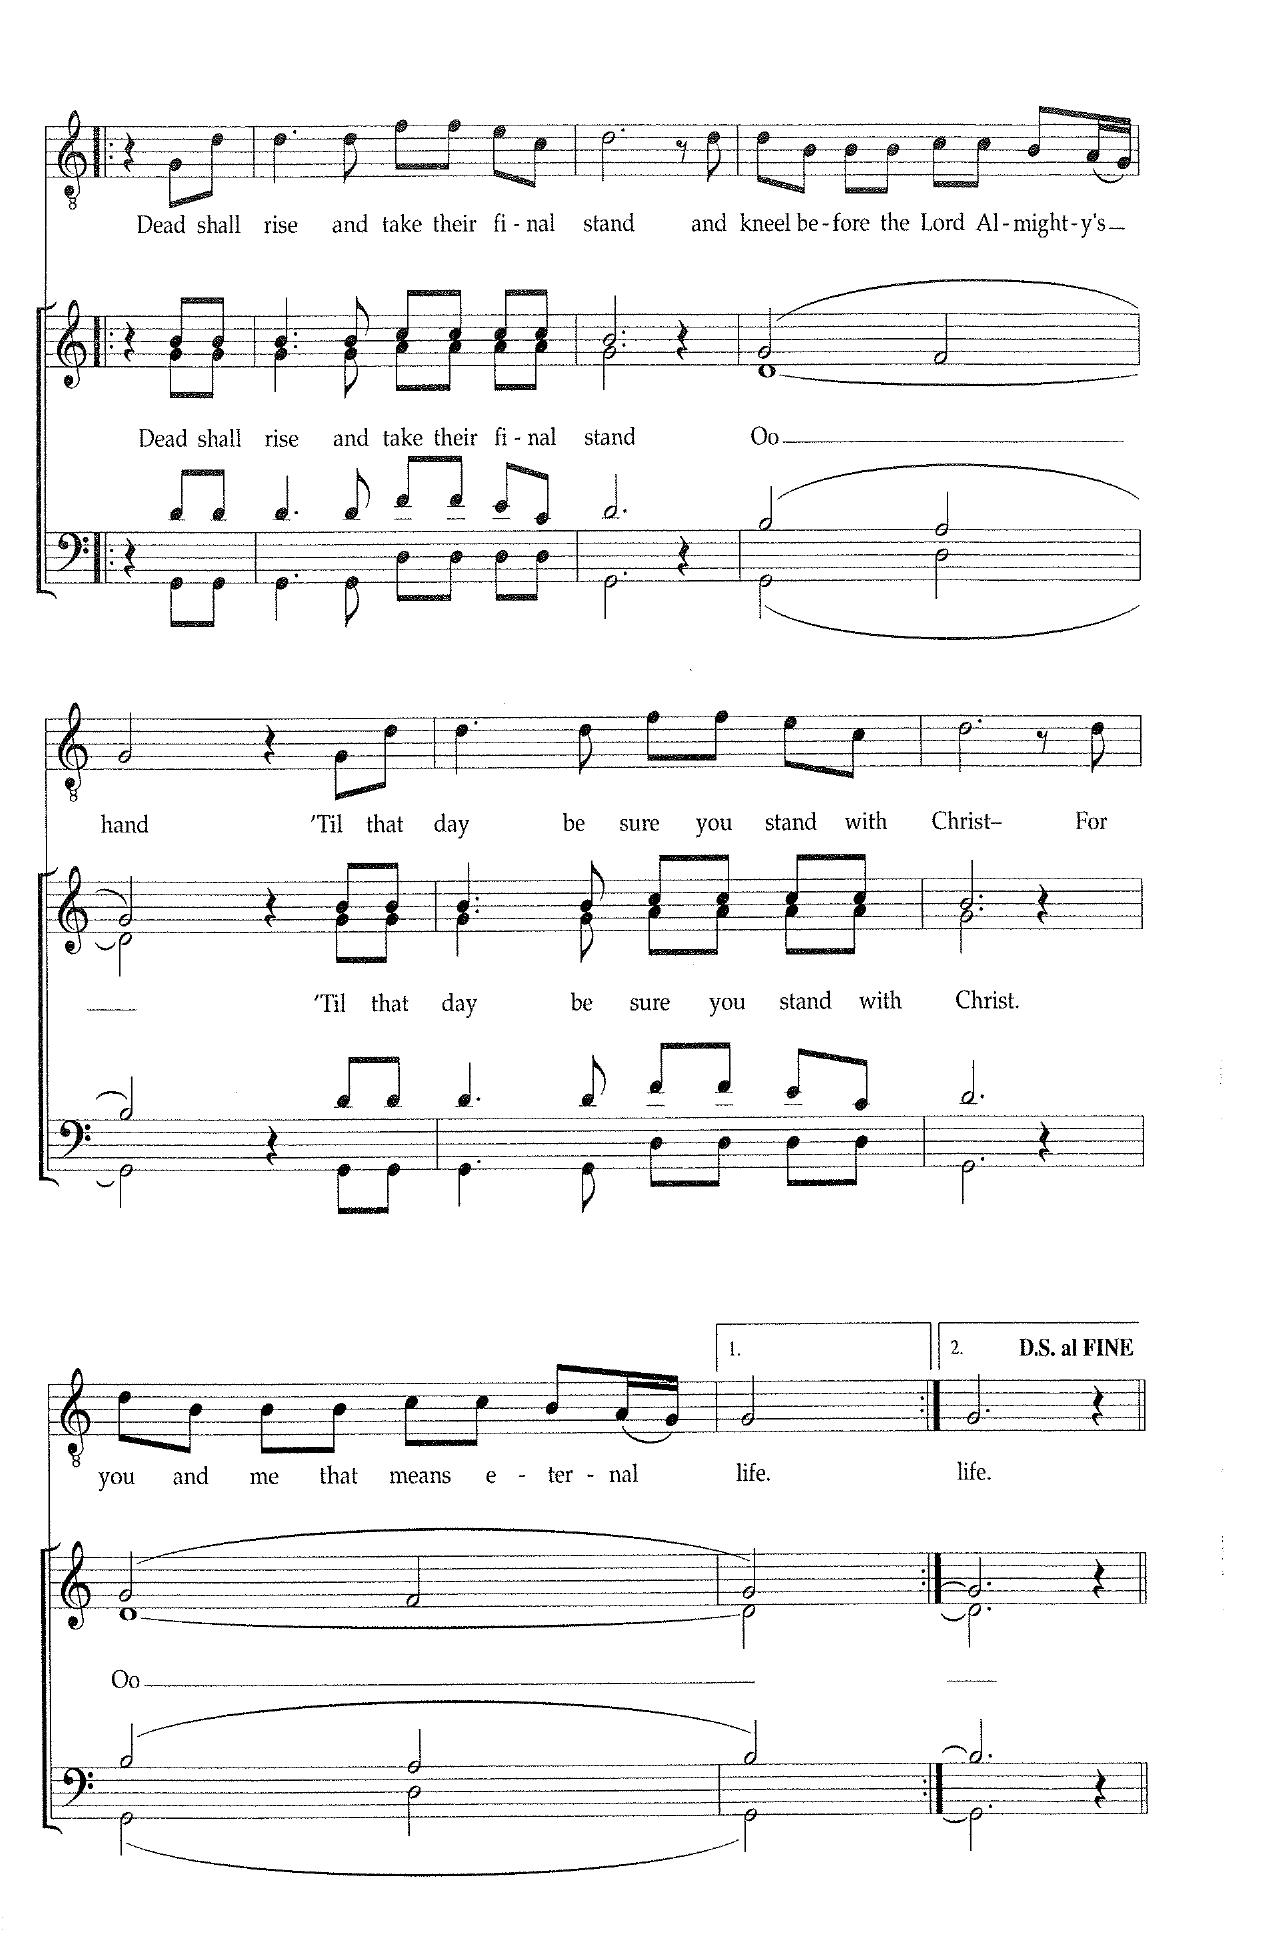 Dead shall rise and take their fi - nal stand and kneel be - fore the Lord Al - might - y's
Dead shall rise and take their fi - nal stand Oo
hand 'Til that day be sure you stand with Christ– For
'Til that day be sure you stand with Christ.
1. 2. D.S. al FINE
you and me that means e - ter - nal life. life.
Oo